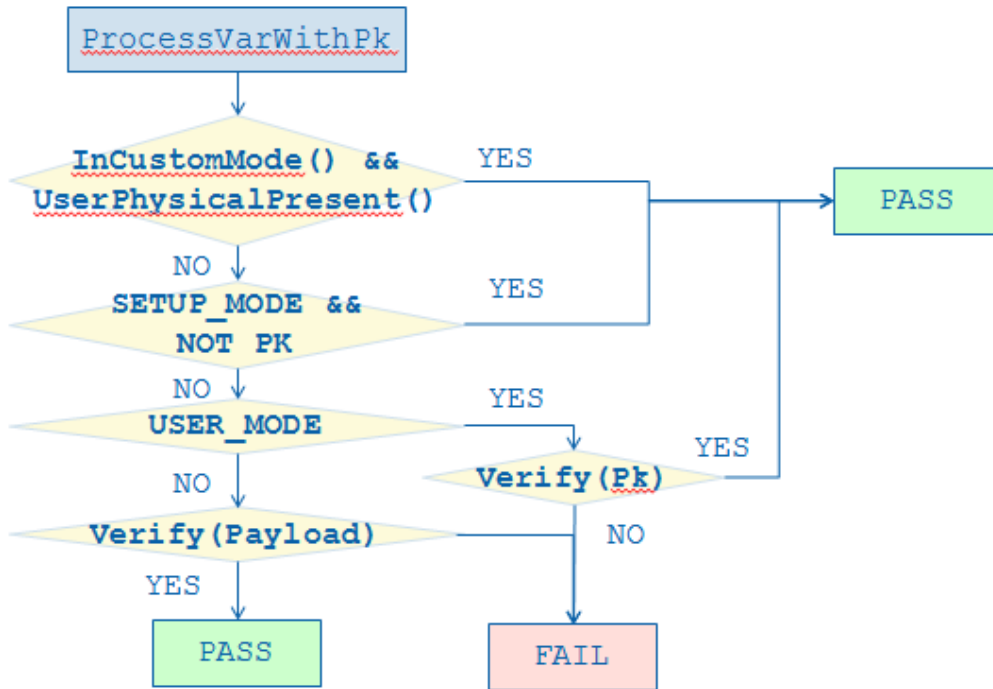 ProcessVarWithPk
InCustomMode() &&
UserPhysicalPresent()
YES
PASS
NO
SETUP_MODE &&
NOT PK
YES
NO
USER_MODE
YES
Verify(Pk)
YES
NO
Verify(Payload)
NO
YES
PASS
FAIL